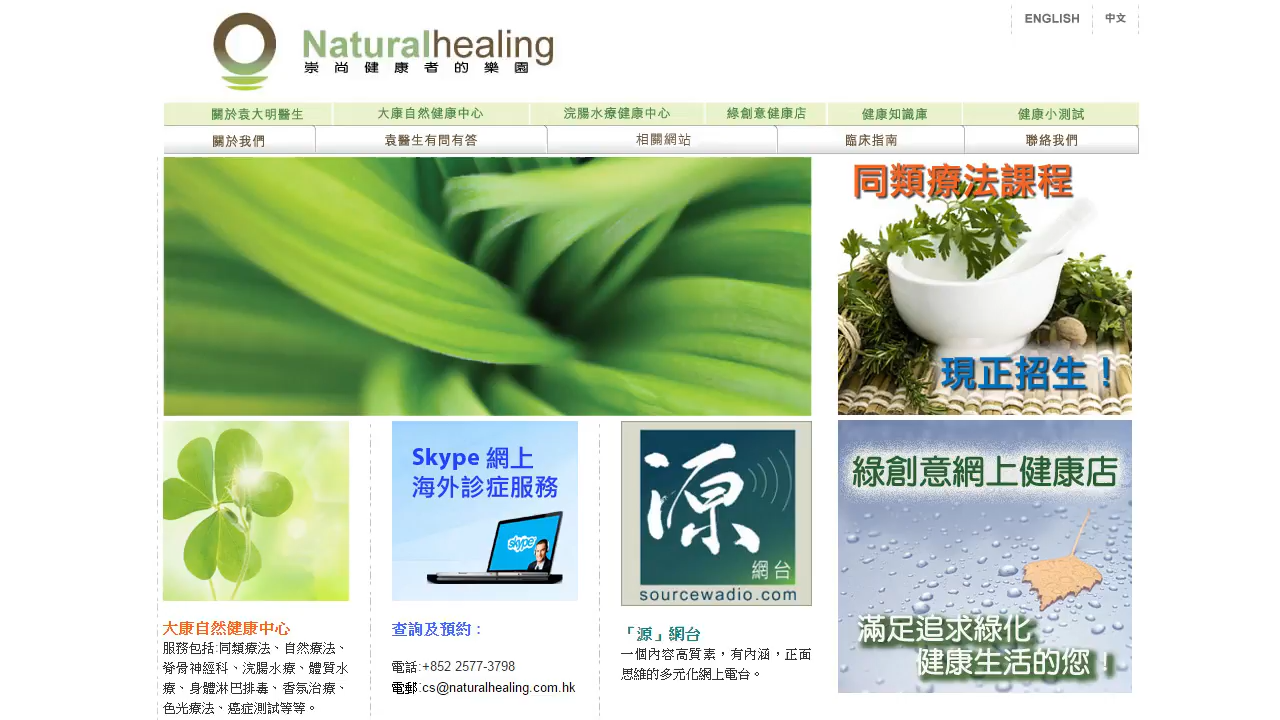 ENGLISH 中文
Naturalhealing
崇尚健康者的樂園
關於袁大明醫生 大康自然健康中心 浣腸水療健康中心 綠創意健康店 健康知識庫 健康小測試
關於我們 袁醫生有問有答 相關網站 臨床指南 聯絡我們
同類療法課程
現正招生！
Skype 網上
海外診症服務
skype
源
網台
sourcewadio.com
綠創意網上健康店
滿足追求綠化
健康生活的您！
大康自然健康中心
服務包括:同類療法、自然療法、
脊骨神經科、浣腸水療、體質水
療、身體淋巴排毒、香氛治療、
色光療法、癌症測試等等。
查詢及預約：
電話:+852 2577-3798
電郵:cs@naturalhealing.com.hk
「源」網台
一個內容高質素，有內涵，正面
思維的多元化網上電台。